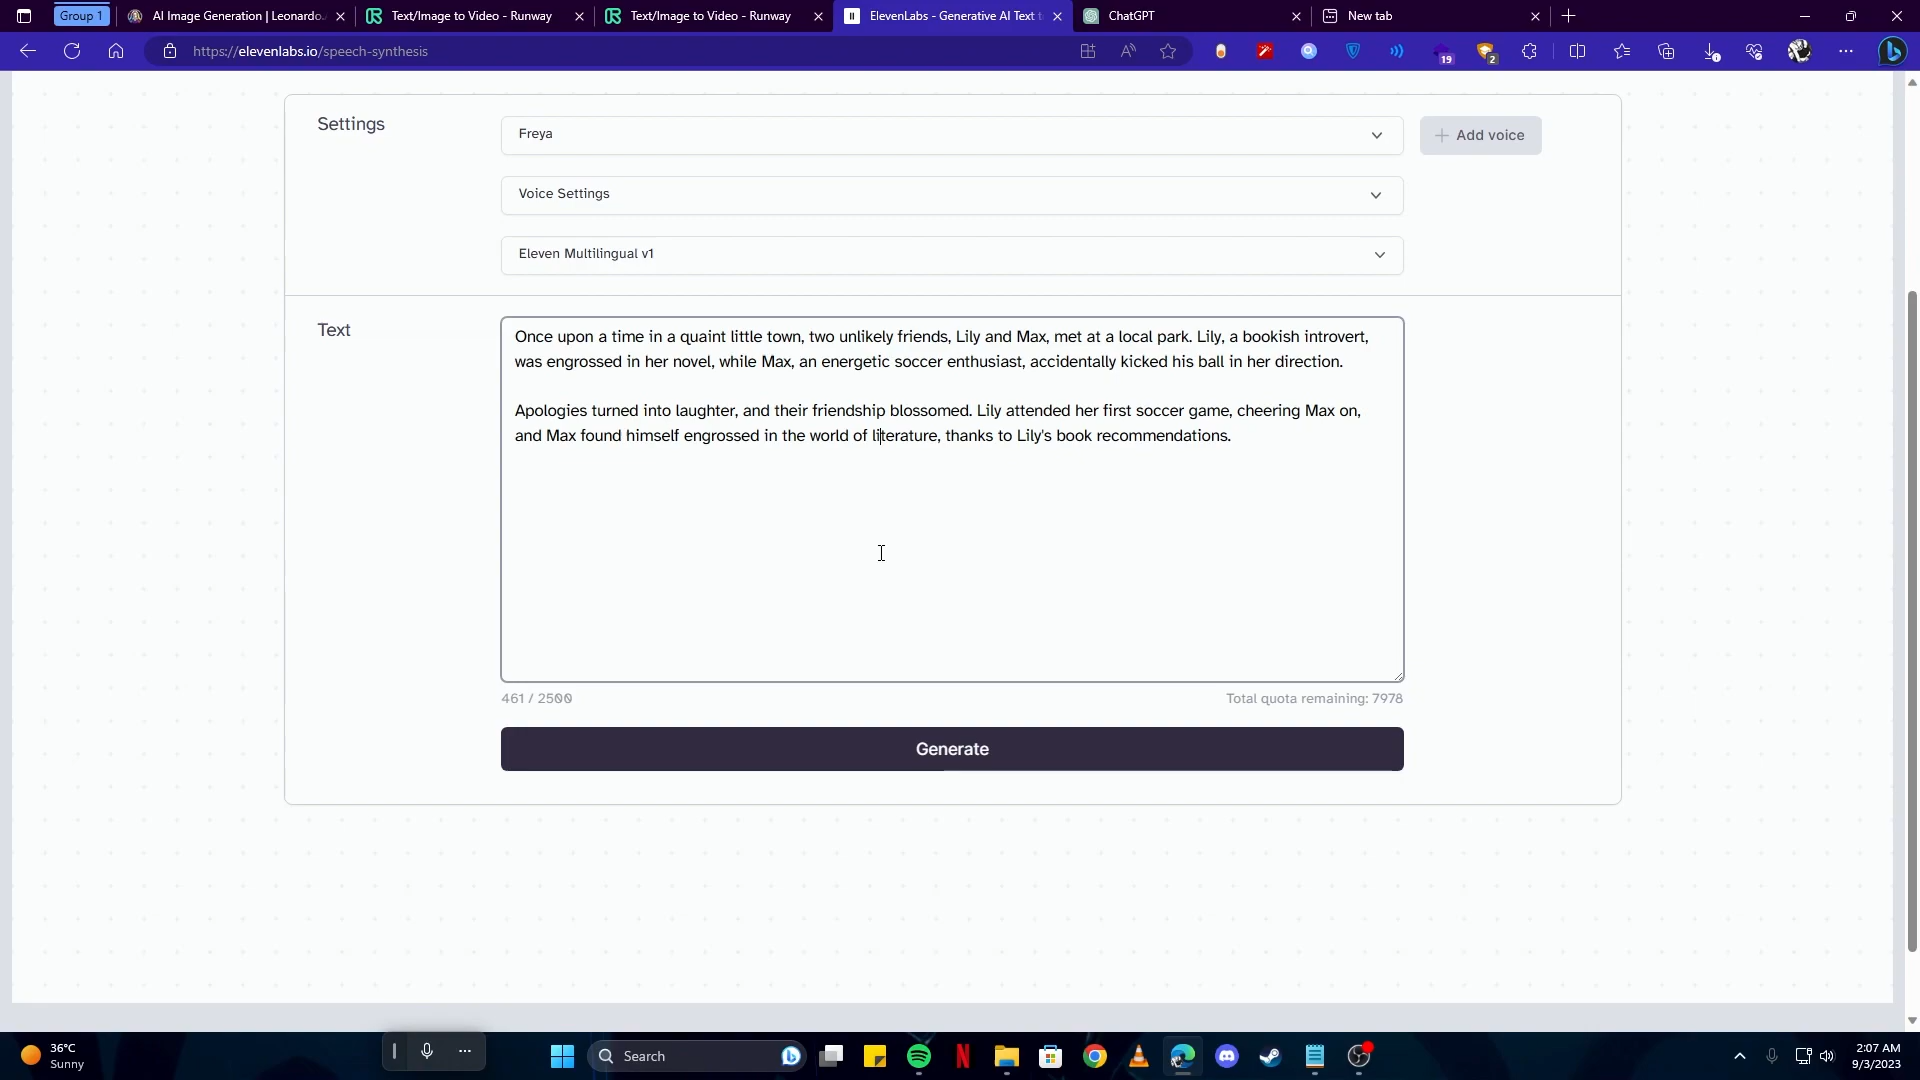 Group 1
AI Image Generation | Leonardo.
Text/Image to Video - Runway
Text/Image to Video - Runway
ElevenLabs - Generative AI Text t
ChatGPT
New tab
https://elevenlabs.io/speech-synthesis
19
2
Settings
Freya
Add voice
Voice Settings
Eleven Multilingual v1
Text
Once upon a time in a quaint little town, two unlikely friends, Lily and Max, met at a local park. Lily, a bookish introvert,
was engrossed in her novel, while Max, an energetic soccer enthusiast, accidentally kicked his ball in her direction.
Apologies turned into laughter, and their friendship blossomed. Lily attended her first soccer game, cheering Max on,
and Max found himself engrossed in the world of literature, thanks to Lily's book recommendations.
461 / 2500
Total quota remaining: 7978
Generate
36°C
Sunny
Search
2:07 AM
9/3/2023